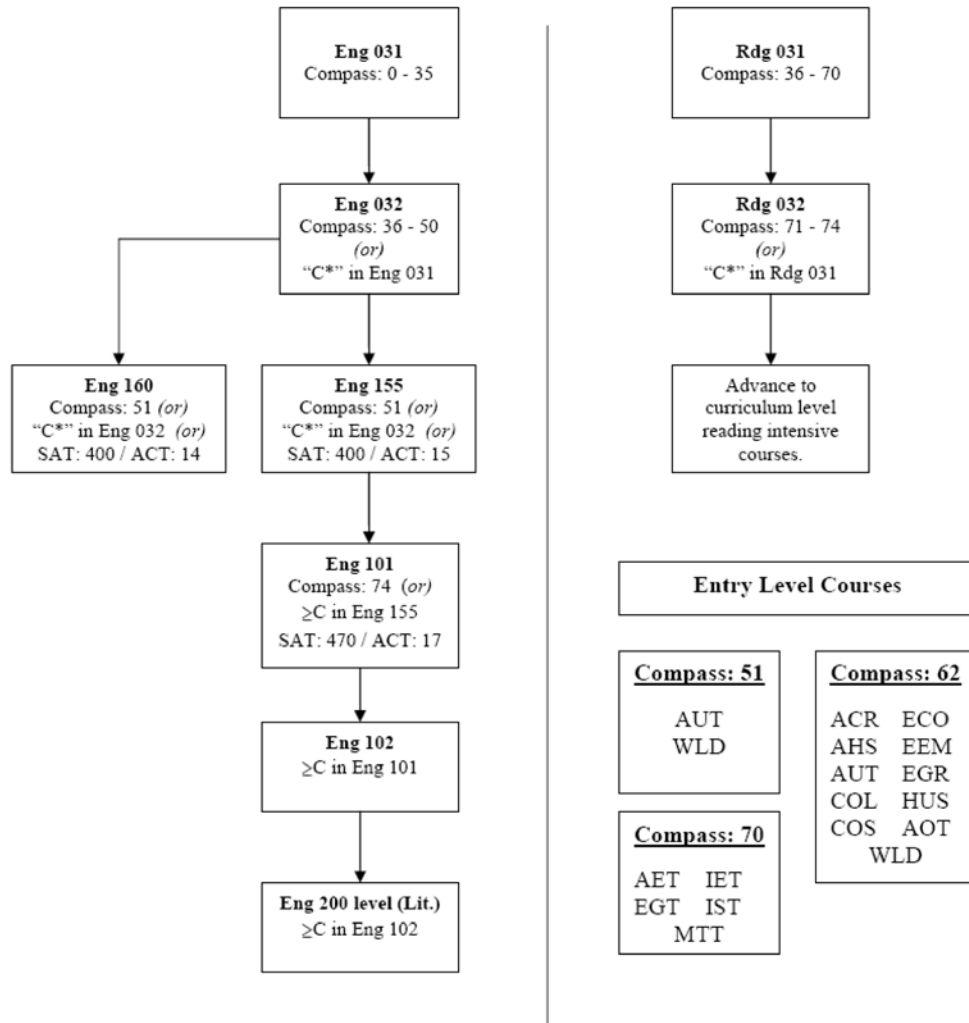 Eng 031
Compass: 0 - 35
Eng 032
Compass: 36 - 50
(or)
“C*” in Eng 031
Eng 160
Compass: 51 (or)
“C*” in Eng 032 (or)
SAT: 400 / ACT: 14
Eng 155
Compass: 51 (or)
“C*” in Eng 032 (or)
SAT: 400 / ACT: 15
Eng 101
Compass: 74 (or)
≥C in Eng 155
SAT: 470 / ACT: 17
Eng 102
≥C in Eng 101
Eng 200 level (Lit.)
≥C in Eng 102
Rdg 031
Compass: 36 - 70
Rdg 032
Compass: 71 - 74
(or)
“C*” in Rdg 031
Advance to
curriculum level
reading intensive
courses.
Entry Level Courses
Compass: 51
AUT
WLD
Compass: 70
AET IET
EGT IST
MTT
Compass: 62
ACR ECO
AHS EEM
AUT EGR
COL HUS
COS AOT
WLD